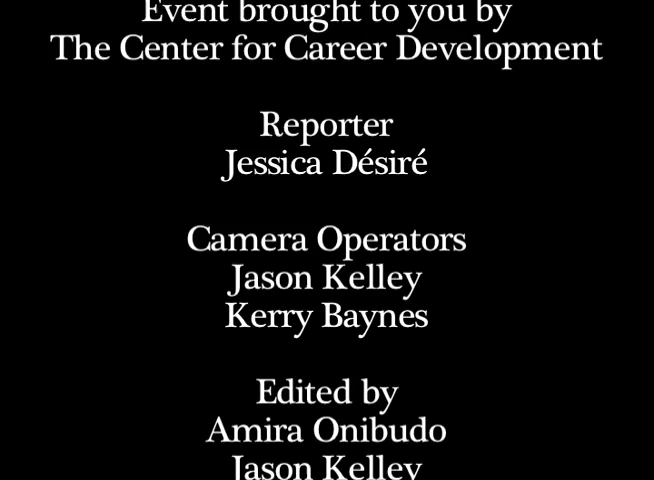 Event brought to you by
The Center for Career Development
Reporter
Jessica Désiré
Camera Operators
Jason Kelley
Kerry Baynes
Edited by
Amira Onibudo
Jason Kelley